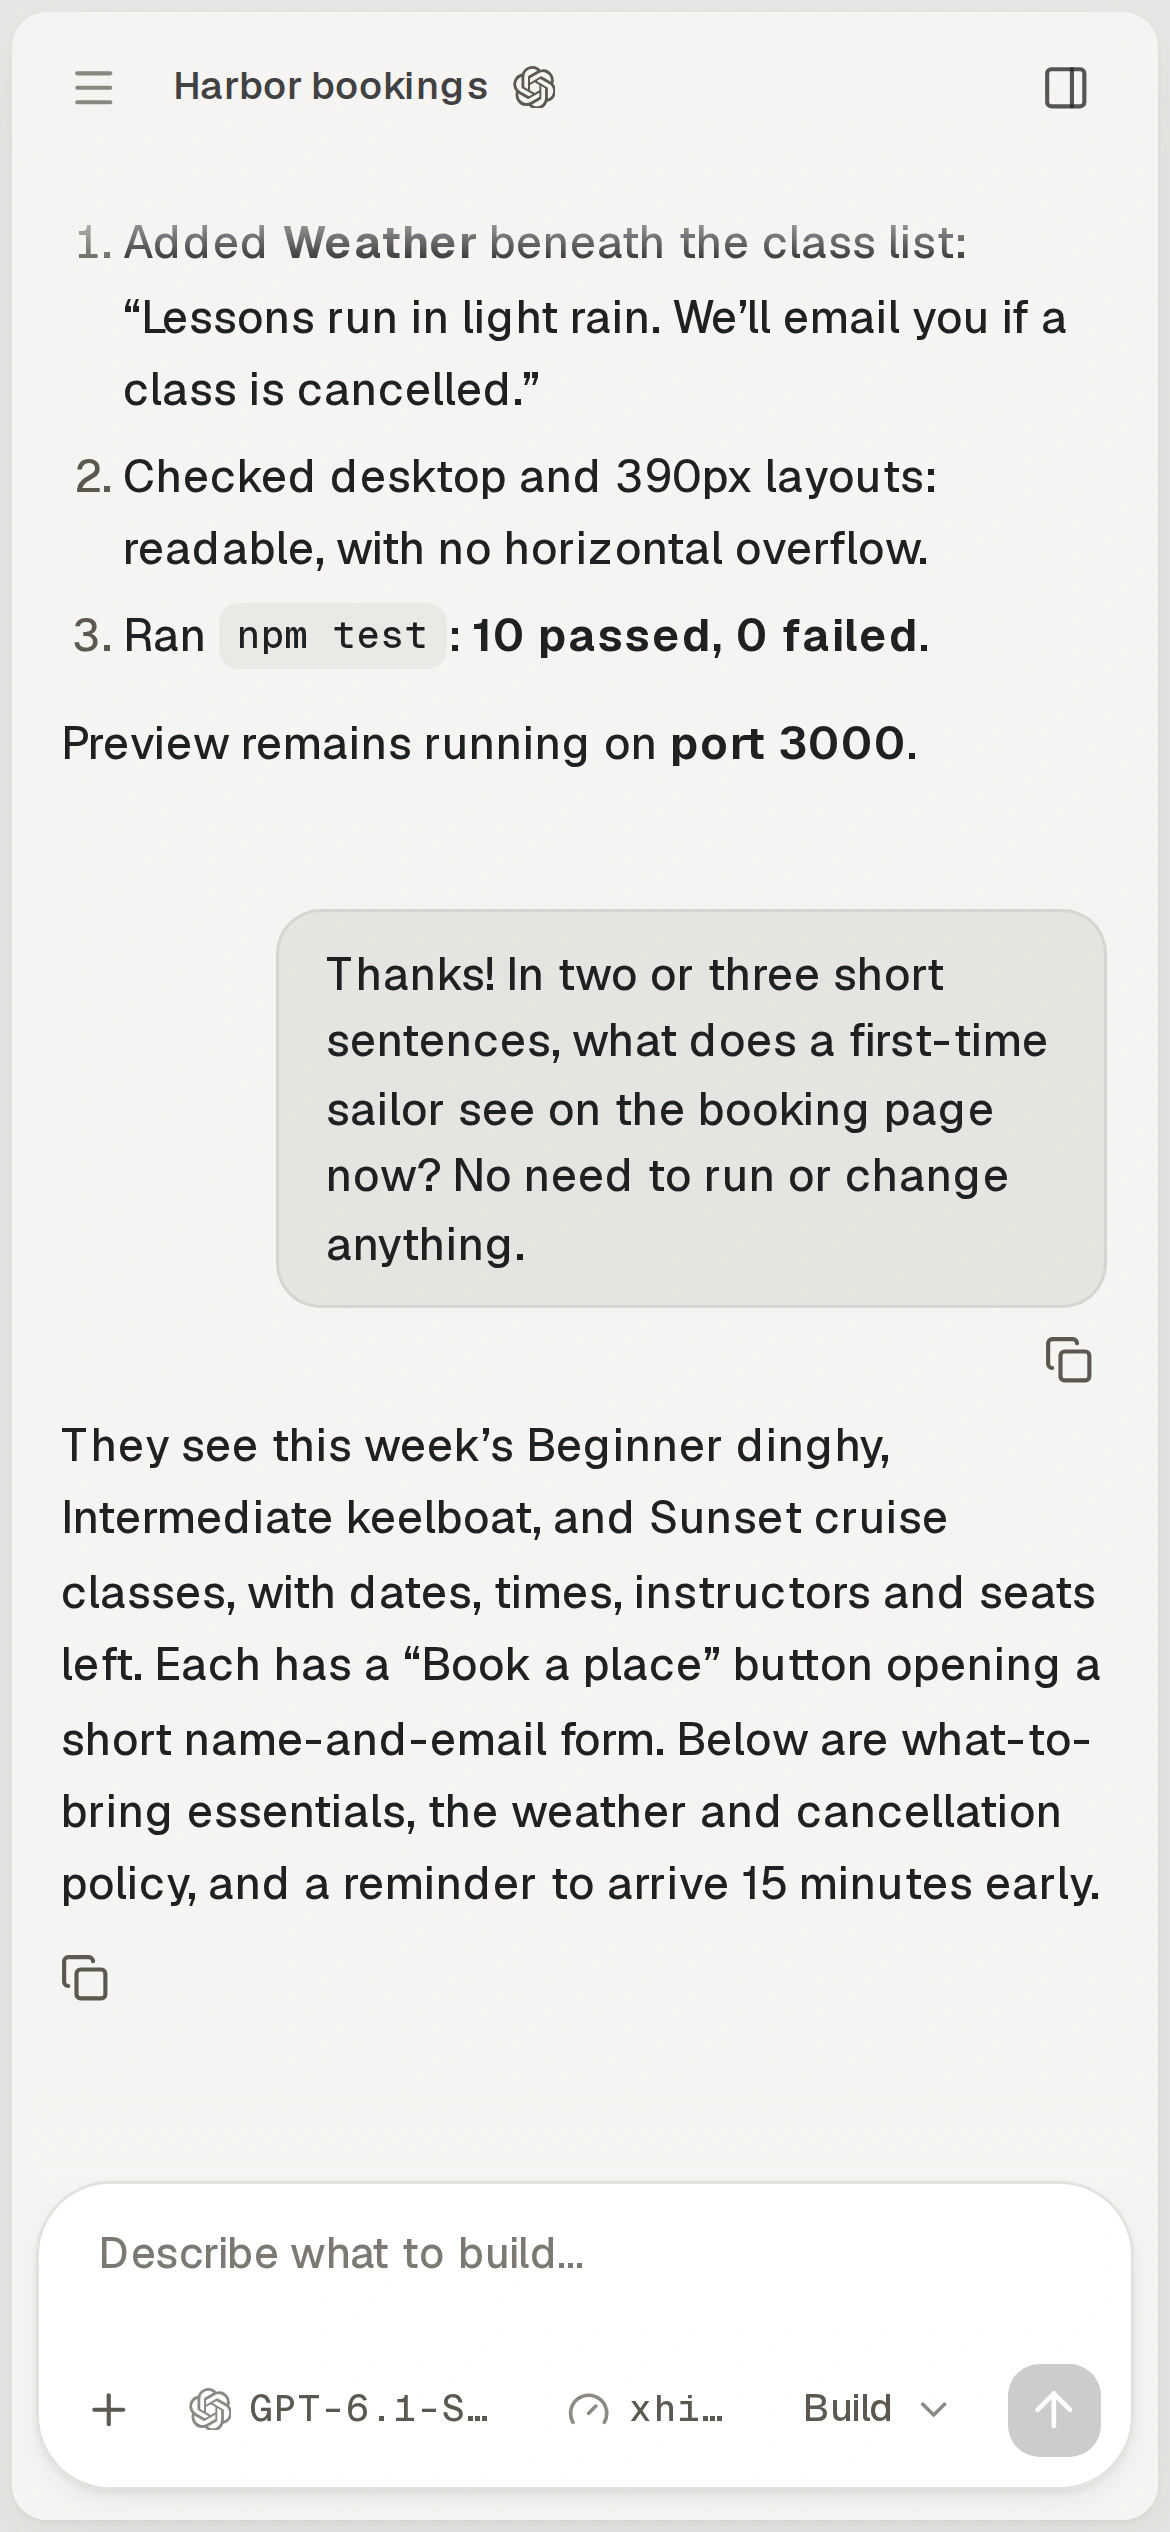 Harbor bookings
1. Added Weather beneath the class list:
“Lessons run in light rain. We’ll email you if a
class is cancelled.”
2. Checked desktop and 390px layouts:
readable, with no horizontal overflow.
3. Ran npm test: 10 passed, 0 failed.
Preview remains running on port 3000.
Thanks! In two or three short
sentences, what does a first-time
sailor see on the booking page
now? No need to run or change
anything.
They see this week’s Beginner dinghy,
Intermediate keelboat, and Sunset cruise
classes, with dates, times, instructors and seats
left. Each has a “Book a place” button opening a
short name-and-email form. Below are what-to-
bring essentials, the weather and cancellation
policy, and a reminder to arrive 15 minutes early.
Describe what to build…
GPT-6.1-S… xhi… Build